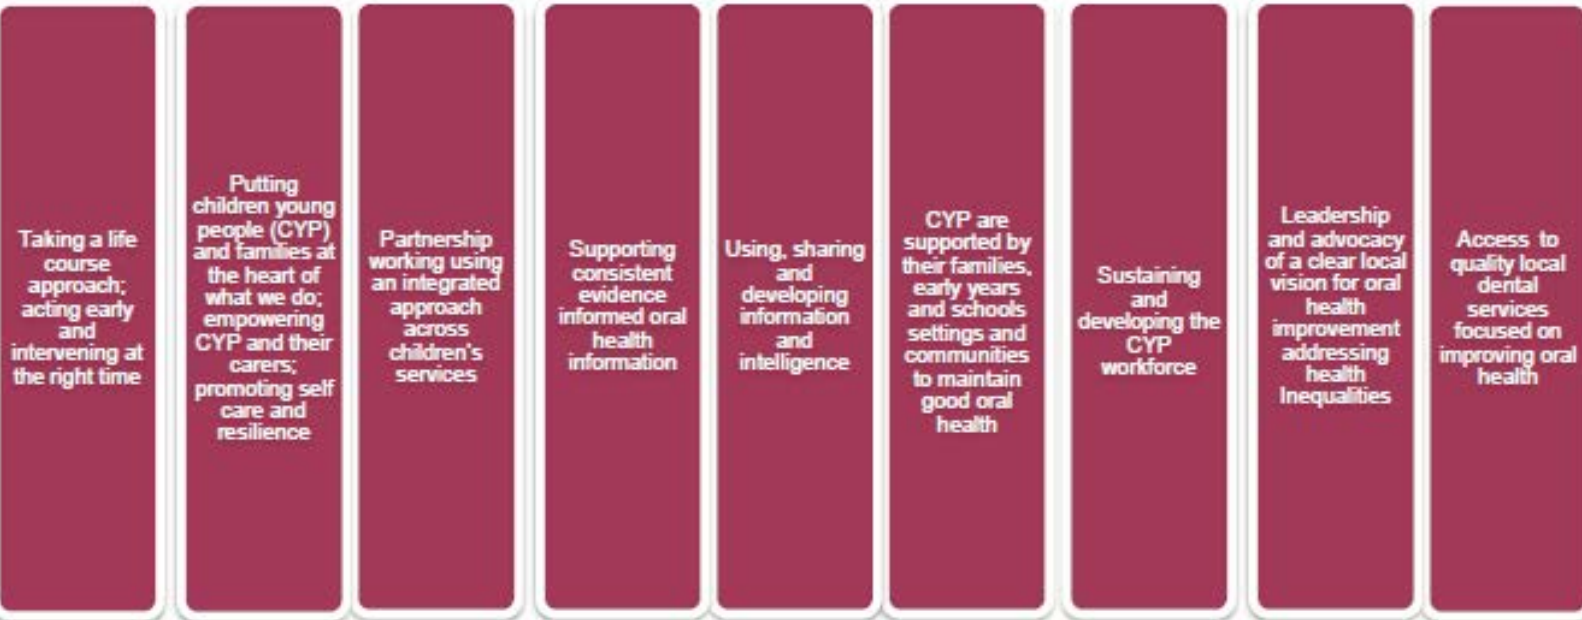 Taking a life
course
approach;
acting early
and
intervening at
the right time
Putting
children young
people (CYP)
and families at
the heart of
what we do;
empowering
CYP and their
carers;
promoting self
care and
resilience
Partnership
working using
an integrated
approach
across
children's
services
Supporting
consistent
evidence
informed oral
health
information
Using, sharing
and
developing
information
and
intelligence
CYP are
supported by
their families,
early years
and schools
settings and
communities
to maintain
good oral
health
Sustaining
and
developing the
CYP
workforce
Leadership
and advocacy
of a clear local
vision for oral
health
improvement
addressing
health
Inequalities
Access to
quality local
dental
services
focused on
improving oral
health